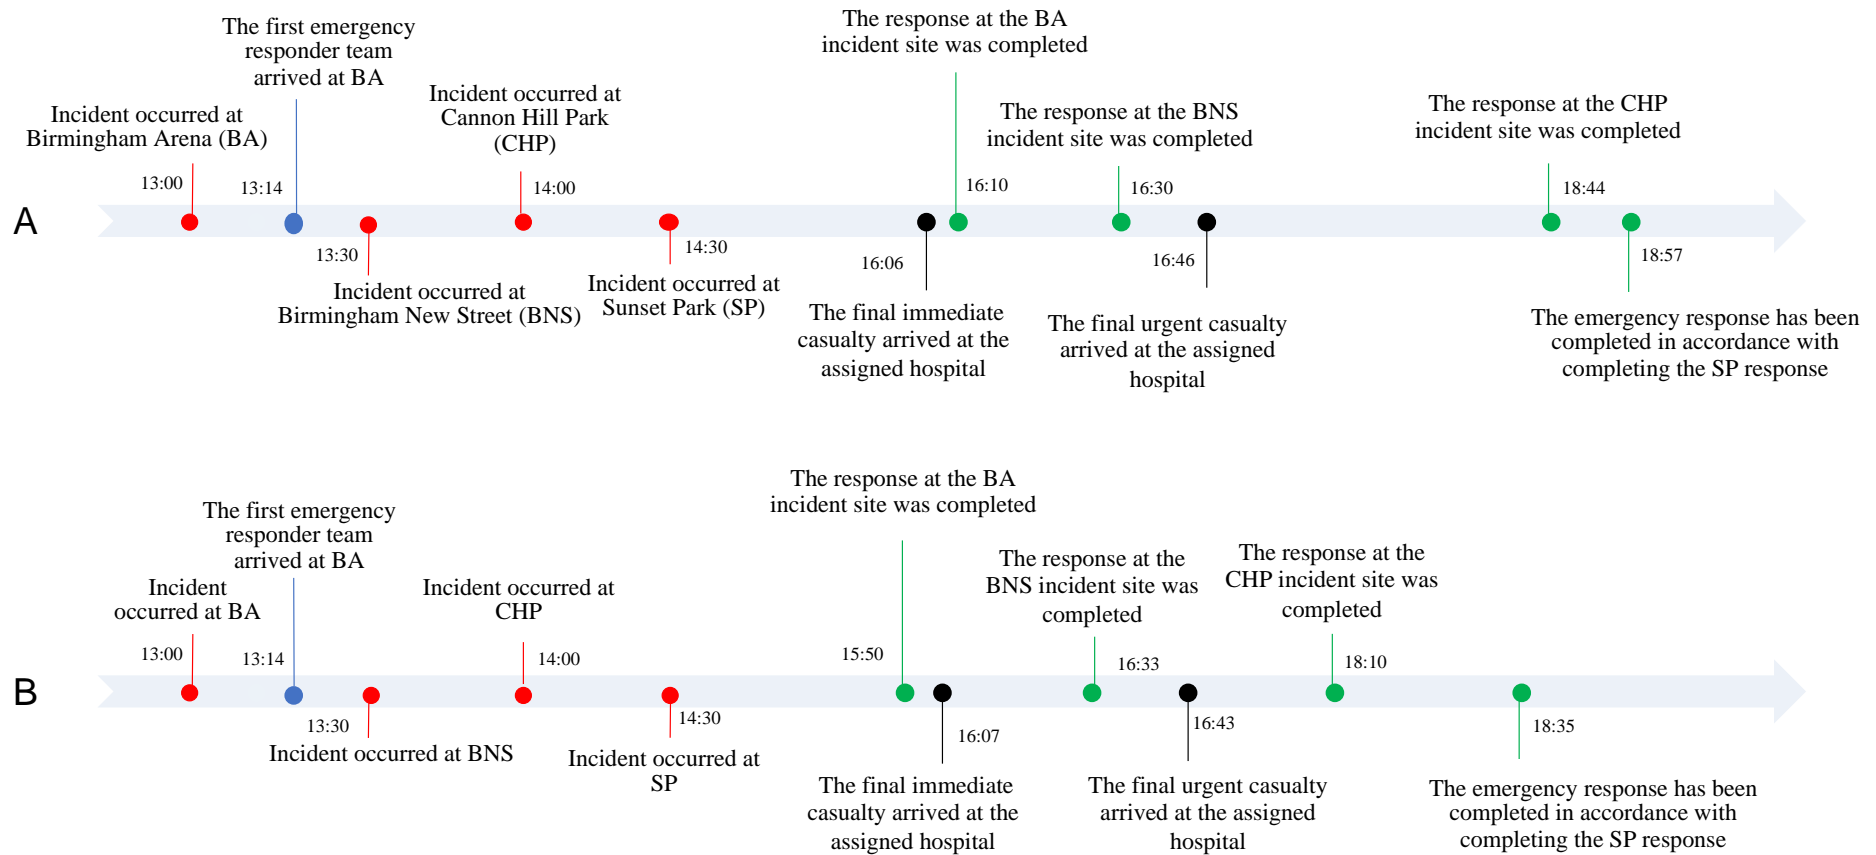 The response at the BA
incident site was completed
The first emergency
responder team
arrived at BA
Incident occurred at
Cannon Hill Park
(CHP)
Incident occurred at
Birmingham Arena (BA)
The response at the BNS
incident site was completed
The response at the CHP
incident site was completed
13:00
13:14
14:00
16:10
16:30
18:44
A
13:30
14:30
16:06
16:46
18:57
Incident occurred at
Birmingham New Street (BNS)
Incident occurred at
Sunset Park (SP)
The final immediate
casualty arrived at the
assigned hospital
The final urgent casualty
arrived at the assigned
hospital
The emergency response has been
completed in accordance with
completing the SP response
The response at the BA
incident site was completed
The first emergency
responder team
arrived at BA
Incident
occurred at BA
Incident occurred at
CHP
The response at the
BNS incident site was
completed
The response at the
CHP incident site was
completed
13:00
13:14
14:00
15:50
16:33
18:10
B
13:30
14:30
16:07
16:43
18:35
Incident occurred at BNS
Incident occurred at
SP
The final immediate
casualty arrived at the
assigned hospital
The final urgent casualty
arrived at the assigned
hospital
The emergency response has been
completed in accordance with
completing the SP response